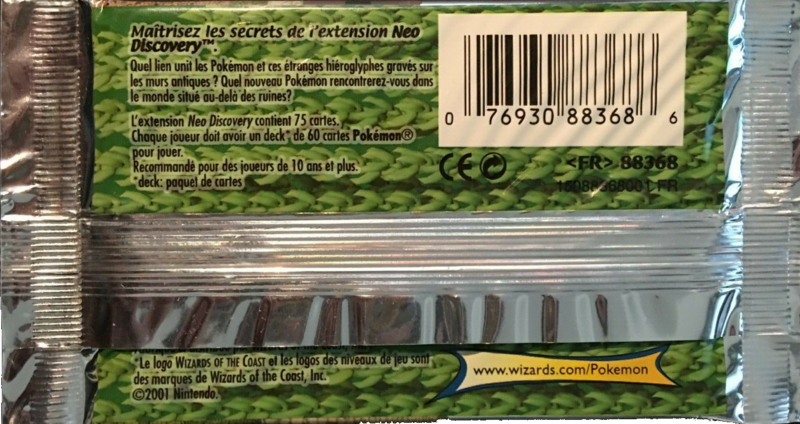 Maîtrisez les secrets de l'extension Neo
Discovery™.
Quel lien unit les Pokémon et ces étranges hiéroglyphes gravés sur
les murs antiques ? Quel nouveau Pokémon rencontrerez-vous dans
le monde situé au-delà des ruines?
L'extension Neo Discovery contient 75 cartes.
Chaque joueur doit avoir un deck* de 60 cartes Pokémon®
pour jouer.
Recommandé pour des joueurs de 10 ans et plus.
*deck: paquet de cartes
0 76930 88368 6
CE
<FR> 88368
Le logo WIZARDS OF THE COAST et les logos des niveaux de jeu sont
des marques de Wizards of the Coast, Inc.
©2001 Nintendo.
www.wizards.com/Pokemon